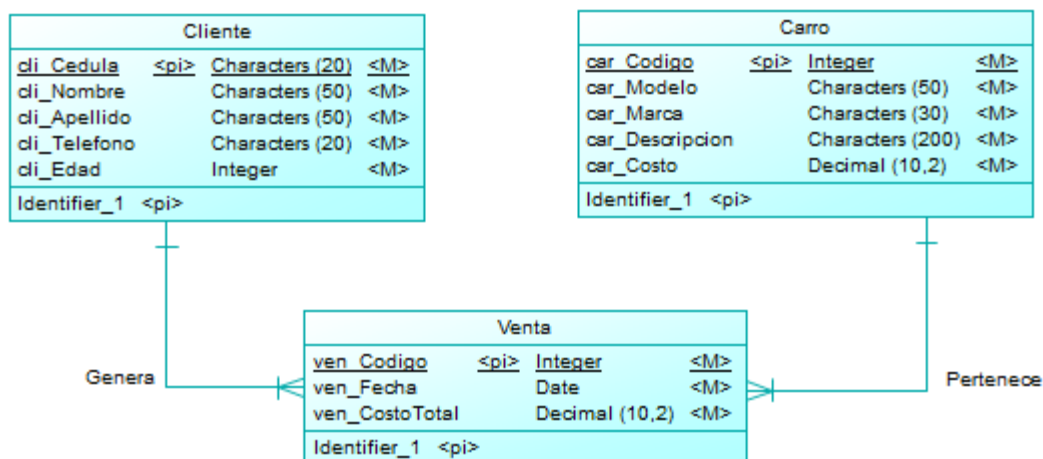 Cliente
cli_Cedula <pi> Characters (20) <M>
cli_Nombre Characters (50) <M>
cli_Apellido Characters (50) <M>
cli_Telefono Characters (20) <M>
cli_Edad Integer <M>
Identifier_1 <pi>
Carro
car_Codigo <pi> Integer <M>
car_Modelo Characters (50) <M>
car_Marca Characters (30) <M>
car_Descripcion Characters (200) <M>
car_Costo Decimal (10,2) <M>
Identifier_1 <pi>
Genera
Venta
ven_Codigo <pi> Integer <M>
ven_Fecha Date <M>
ven_CostoTotal Decimal (10,2) <M>
Identifier_1 <pi>
Pertenece